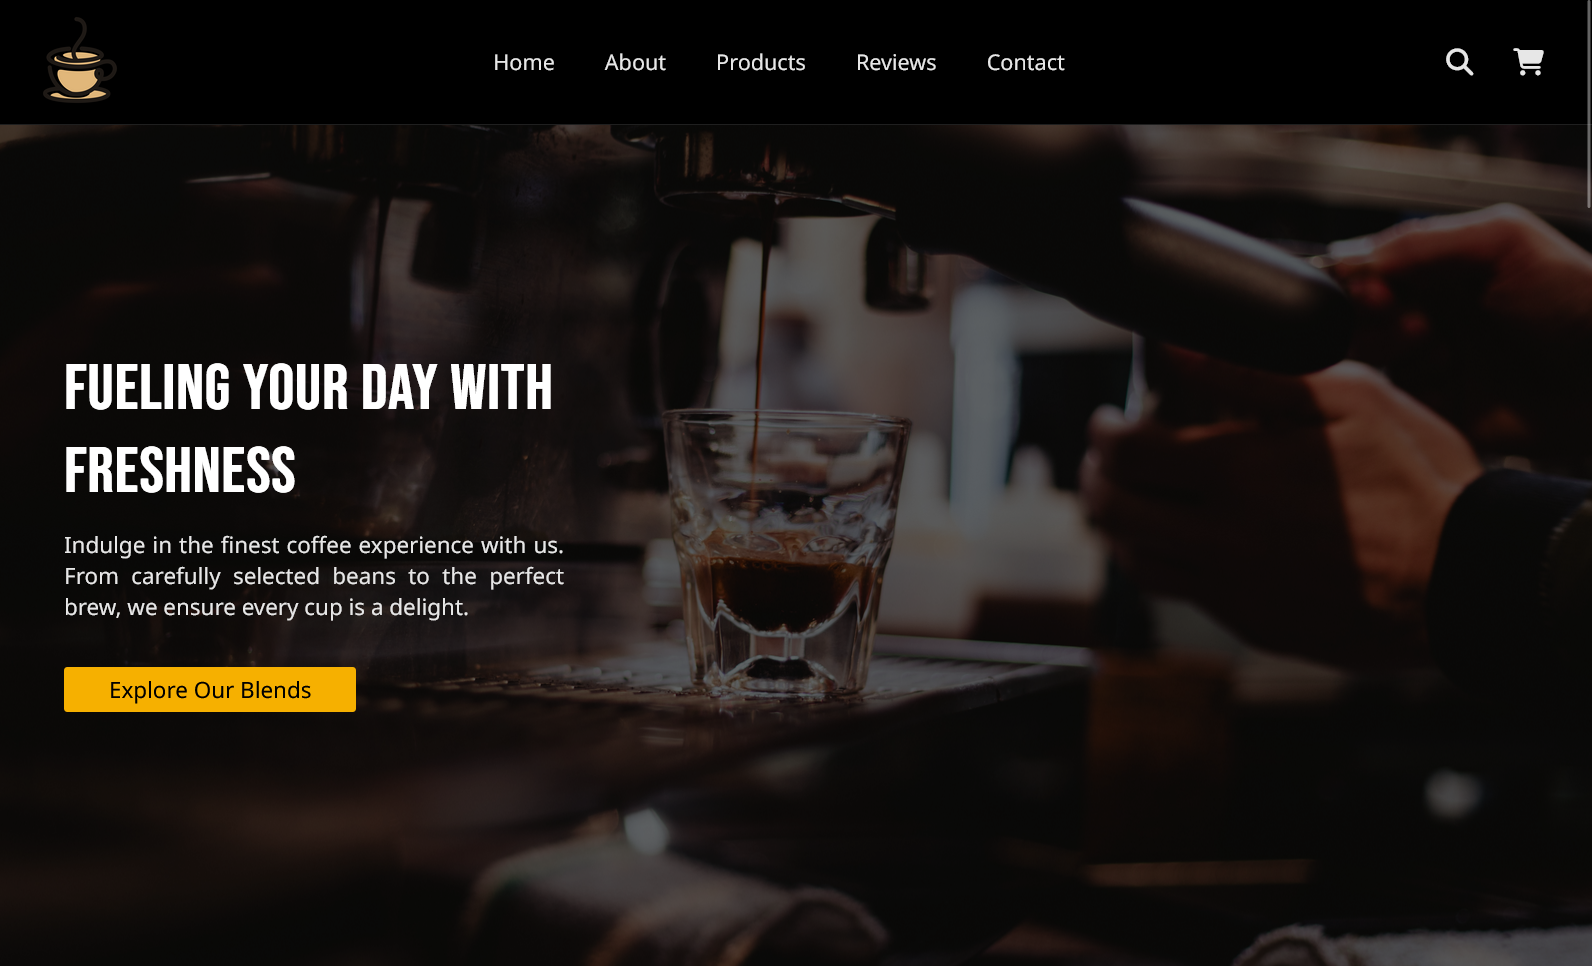 Home About Products Reviews Contact
FUELING YOUR DAY WITH
FRESHNESS
Indulge in the finest coffee experience with us.
From carefully selected beans to the perfect
brew, we ensure every cup is a delight.
Explore Our Blends